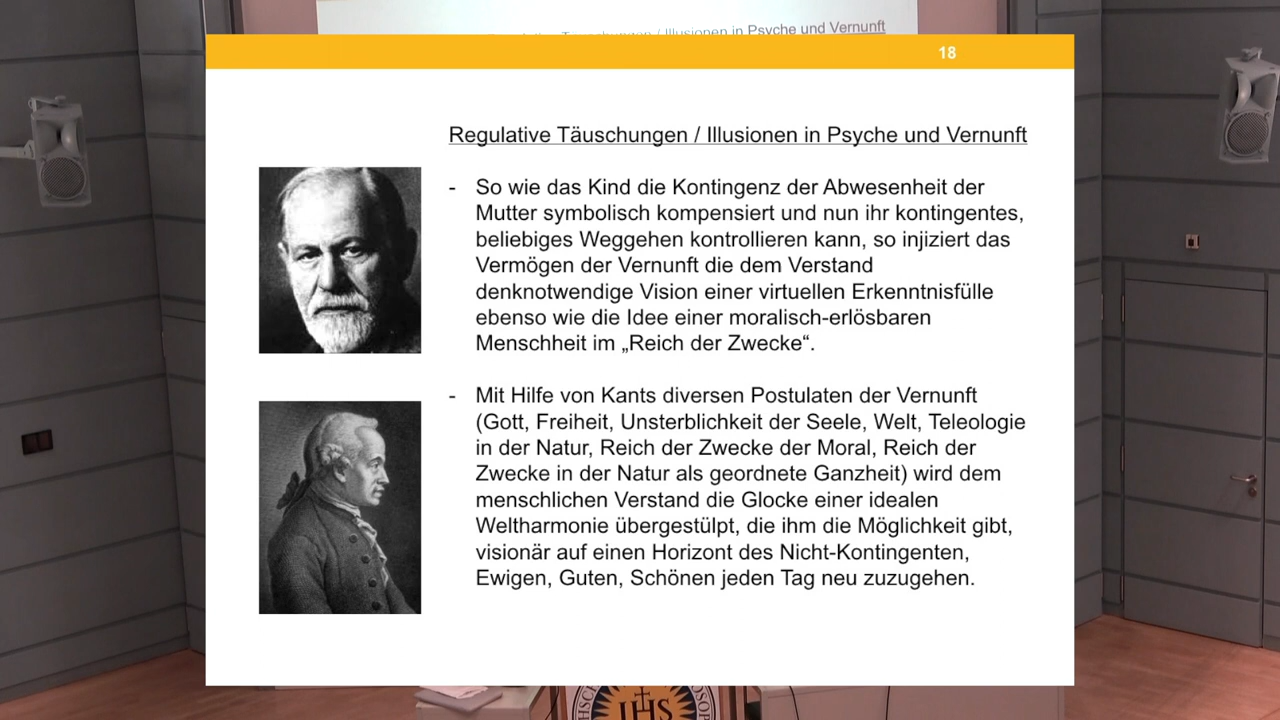 Illusionen in Psyche und Vernunft
18
Regulative Täuschungen / Illusionen in Psyche und Vernunft
- So wie das Kind die Kontingenz der Abwesenheit der
Mutter symbolisch kompensiert und nun ihr kontingentes,
beliebiges Weggehen kontrollieren kann, so injiziert das
Vermögen der Vernunft die dem Verstand
denknotwendige Vision einer virtuellen Erkenntnisfülle
ebenso wie die Idee einer moralisch-erlösbaren
Menschheit im „Reich der Zwecke“.
- Mit Hilfe von Kants diversen Postulaten der Vernunft
(Gott, Freiheit, Unsterblichkeit der Seele, Welt, Teleologie
in der Natur, Reich der Zwecke der Moral, Reich der
Zwecke in der Natur als geordnete Ganzheit) wird dem
menschlichen Verstand die Glocke einer idealen
Weltharmonie übergestülpt, die ihm die Möglichkeit gibt,
visionär auf einen Horizont des Nicht-Kontingenten,
Ewigen, Guten, Schönen jeden Tag neu zuzugehen.
IHS